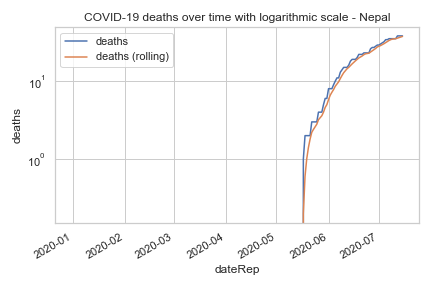 COVID-19 deaths over time with logarithmic scale - Nepal
deaths
deaths (rolling)
10¹
10⁰
deaths
2020-01
2020-02
2020-03
2020-04
2020-05
2020-06
2020-07
dateRep